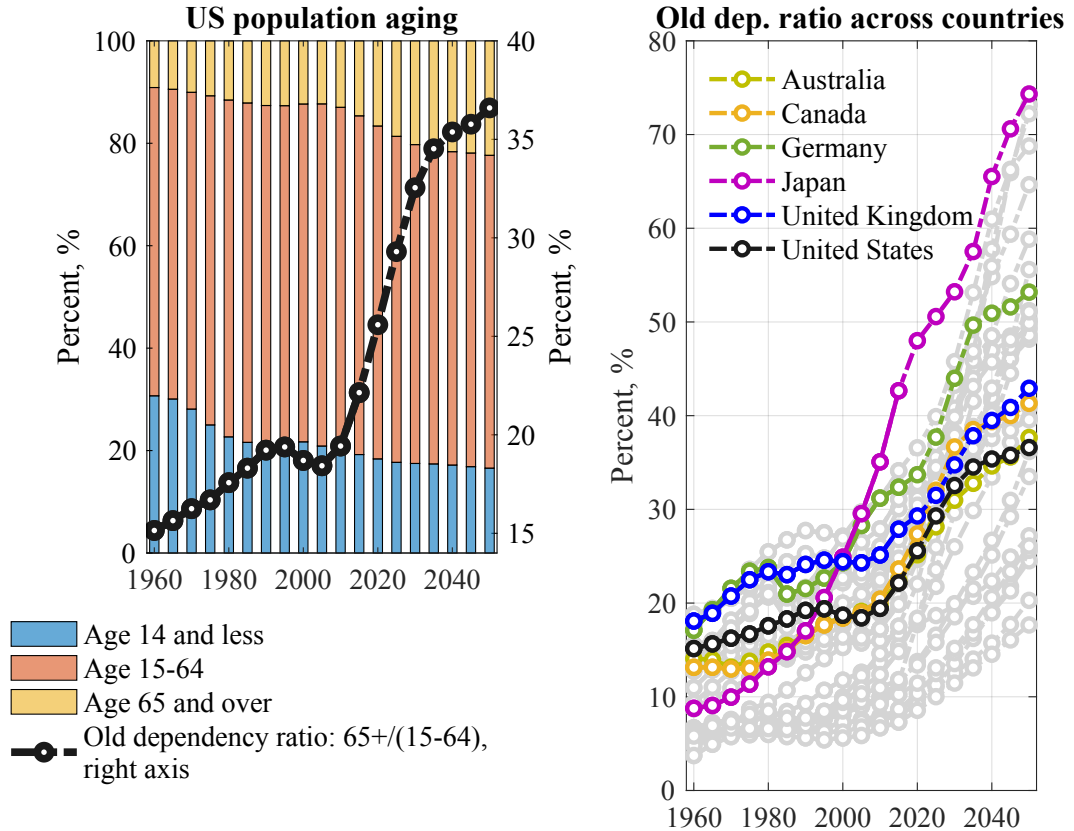 US population aging
100
80
60
40
20
0
Percent, %
40
35
30
25
20
15
Percent, %
1960 1980 2000 2020 2040
Age 14 and less
Age 15-64
Age 65 and over
Old dependency ratio: 65+/(15-64),
right axis
Old dep. ratio across countries
80
70
60
50
40
30
20
10
0
Percent, %
Australia
Canada
Germany
Japan
United Kingdom
United States
1960 1980 2000 2020 2040